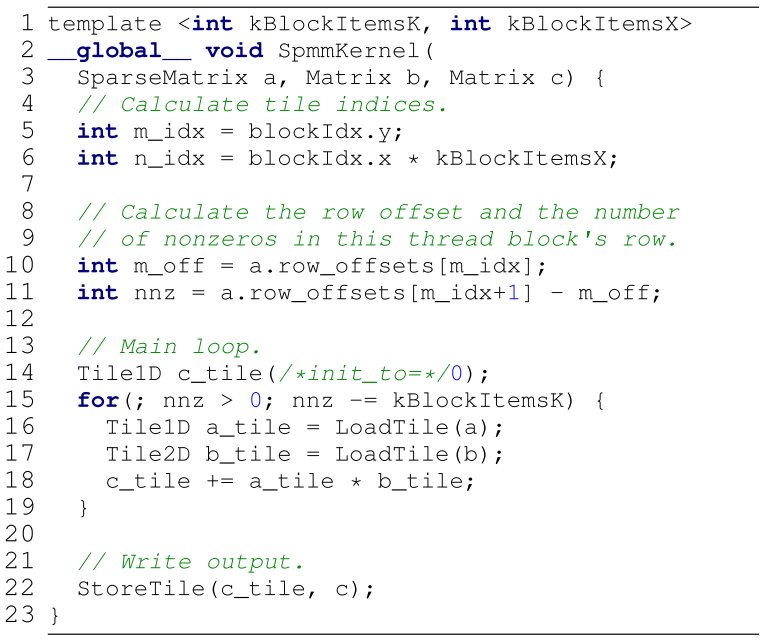 1 template <int kBlockItemsK, int kBlockItemsX>
2 __global__ void SpmmKernel(
3   SparseMatrix a, Matrix b, Matrix c) {
4   // Calculate tile indices.
5   int m_idx = blockIdx.y;
6   int n_idx = blockIdx.x * kBlockItemsX;
7
8   // Calculate the row offset and the number
9   // of nonzeros in this thread block's row.
10   int m_off = a.row_offsets[m_idx];
11   int nnz = a.row_offsets[m_idx+1] - m_off;
12
13   // Main loop.
14   Tile1D c_tile(/*init_to=*/0);
15   for(; nnz > 0; nnz -= kBlockItemsK) {
16     Tile1D a_tile = LoadTile(a);
17     Tile2D b_tile = LoadTile(b);
18     c_tile += a_tile * b_tile;
19   }
20
21   // Write output.
22   StoreTile(c_tile, c);
23 }